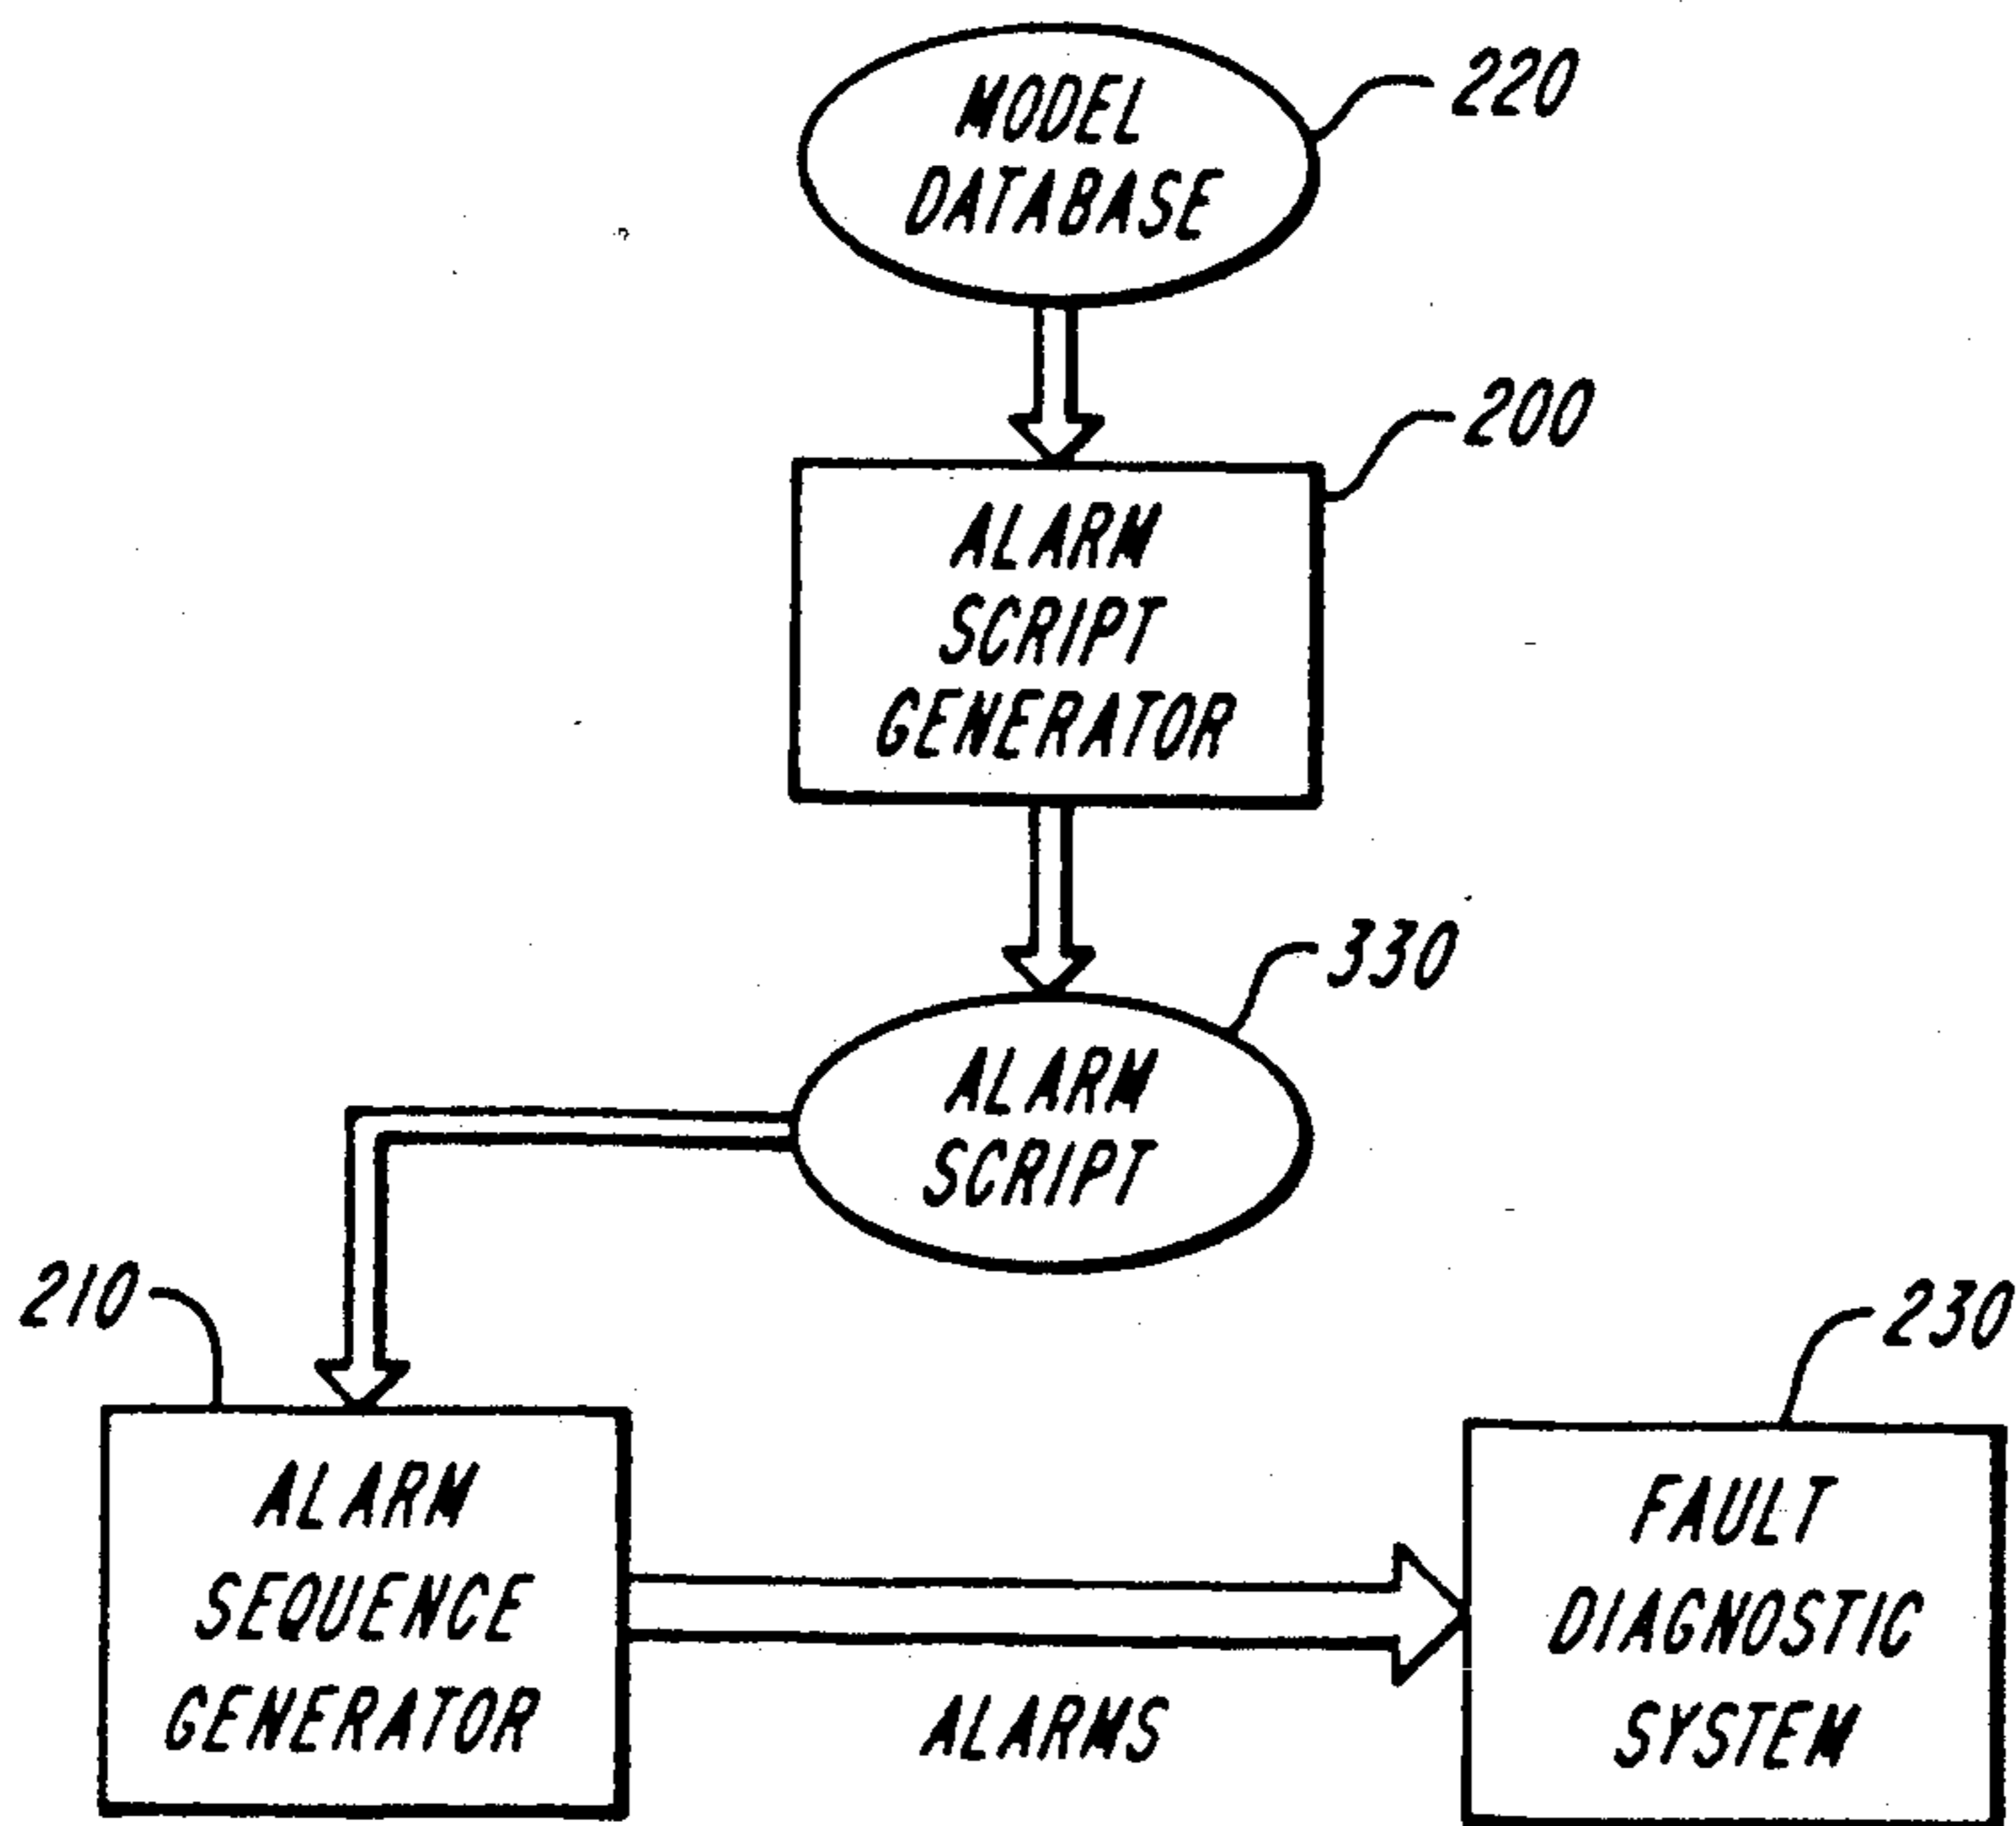 MODEL
DATABASE
220
ALARM
SCRIPT
GENERATOR
200
ALARM
SCRIPT
330
210
ALARM
SEQUENCE
GENERATOR
ALARMS
230
FAULT
DIAGNOSTIC
SYSTEM